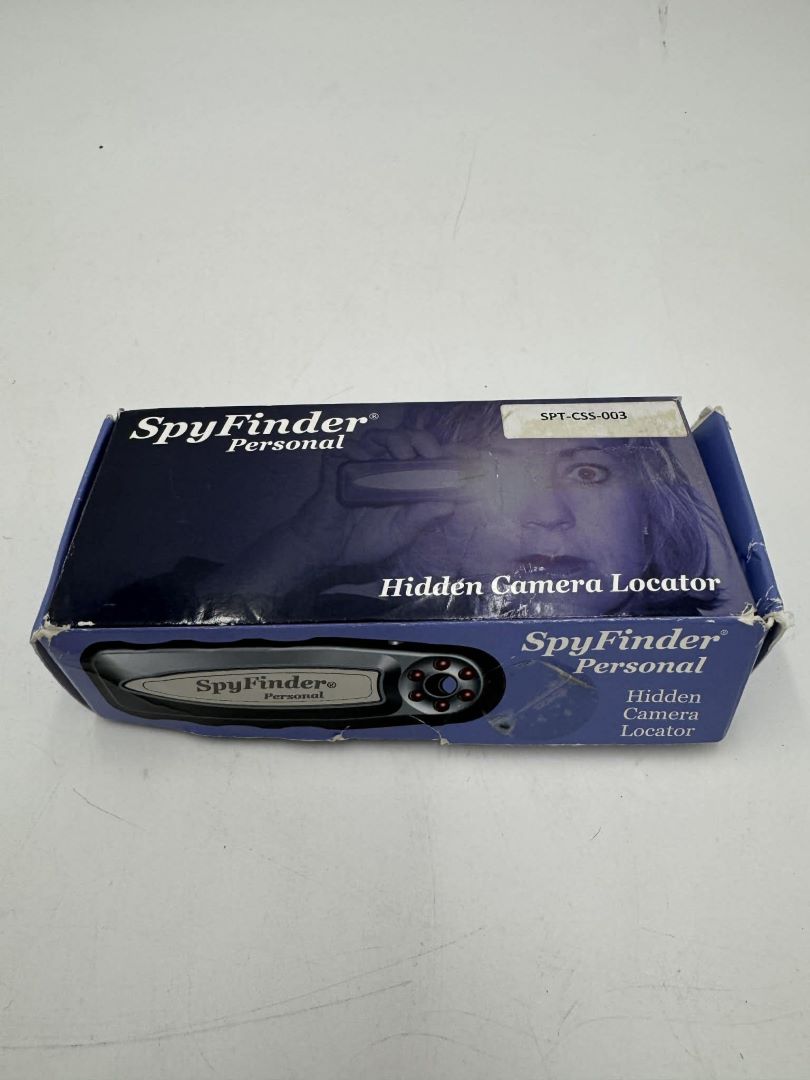 SpyFinder®
Personal
SPT-CSS-003
Hidden Camera Locator
SpyFinder®
Personal
SpyFinder®
Personal
Hidden
Camera
Locator